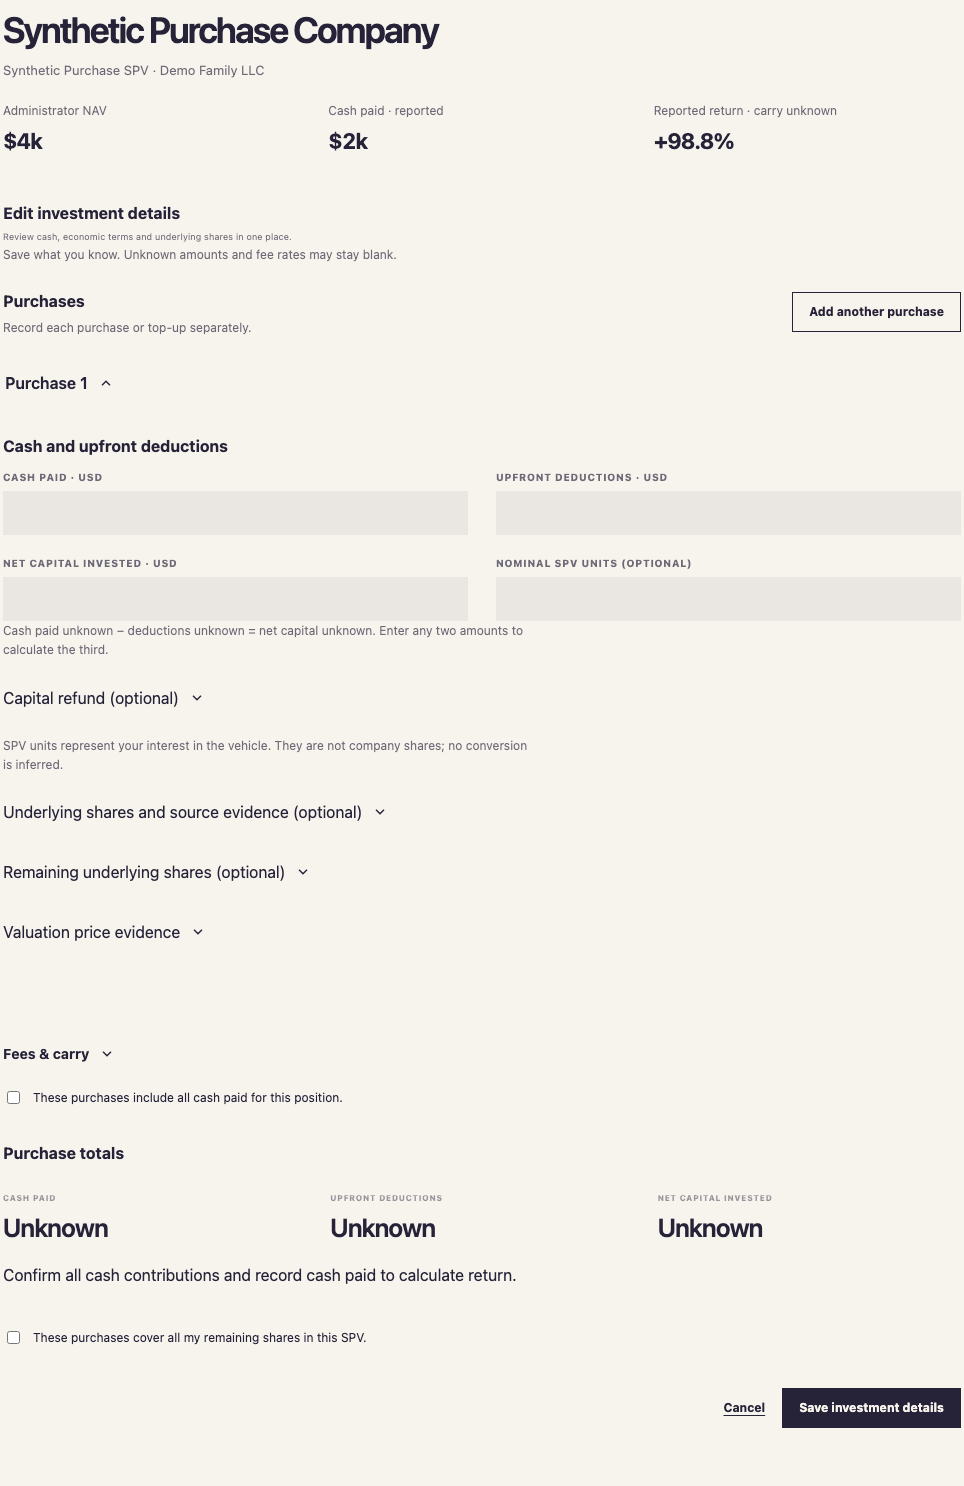 Synthetic Purchase Company
Synthetic Purchase SPV · Demo Family LLC
Administrator NAV
$4k
Cash paid · reported
$2k
Reported return · carry unknown
+98.8%
Edit investment details
Review cash, economic terms and underlying shares in one place.
Save what you know. Unknown amounts and fee rates may stay blank.
Purchases
Record each purchase or top-up separately.
Add another purchase
Purchase 1
Cash and upfront deductions
CASH PAID · USD
UPFRONT DEDUCTIONS · USD
NET CAPITAL INVESTED · USD
NOMINAL SPV UNITS (OPTIONAL)
Cash paid unknown − deductions unknown = net capital unknown. Enter any two amounts to
calculate the third.
Capital refund (optional)
SPV units represent your interest in the vehicle. They are not company shares; no conversion
is inferred.
Underlying shares and source evidence (optional)
Remaining underlying shares (optional)
Valuation price evidence
Fees & carry
These purchases include all cash paid for this position.
Purchase totals
CASH PAID
Unknown
UPFRONT DEDUCTIONS
Unknown
NET CAPITAL INVESTED
Unknown
Confirm all cash contributions and record cash paid to calculate return.
These purchases cover all my remaining shares in this SPV.
Cancel
Save investment details